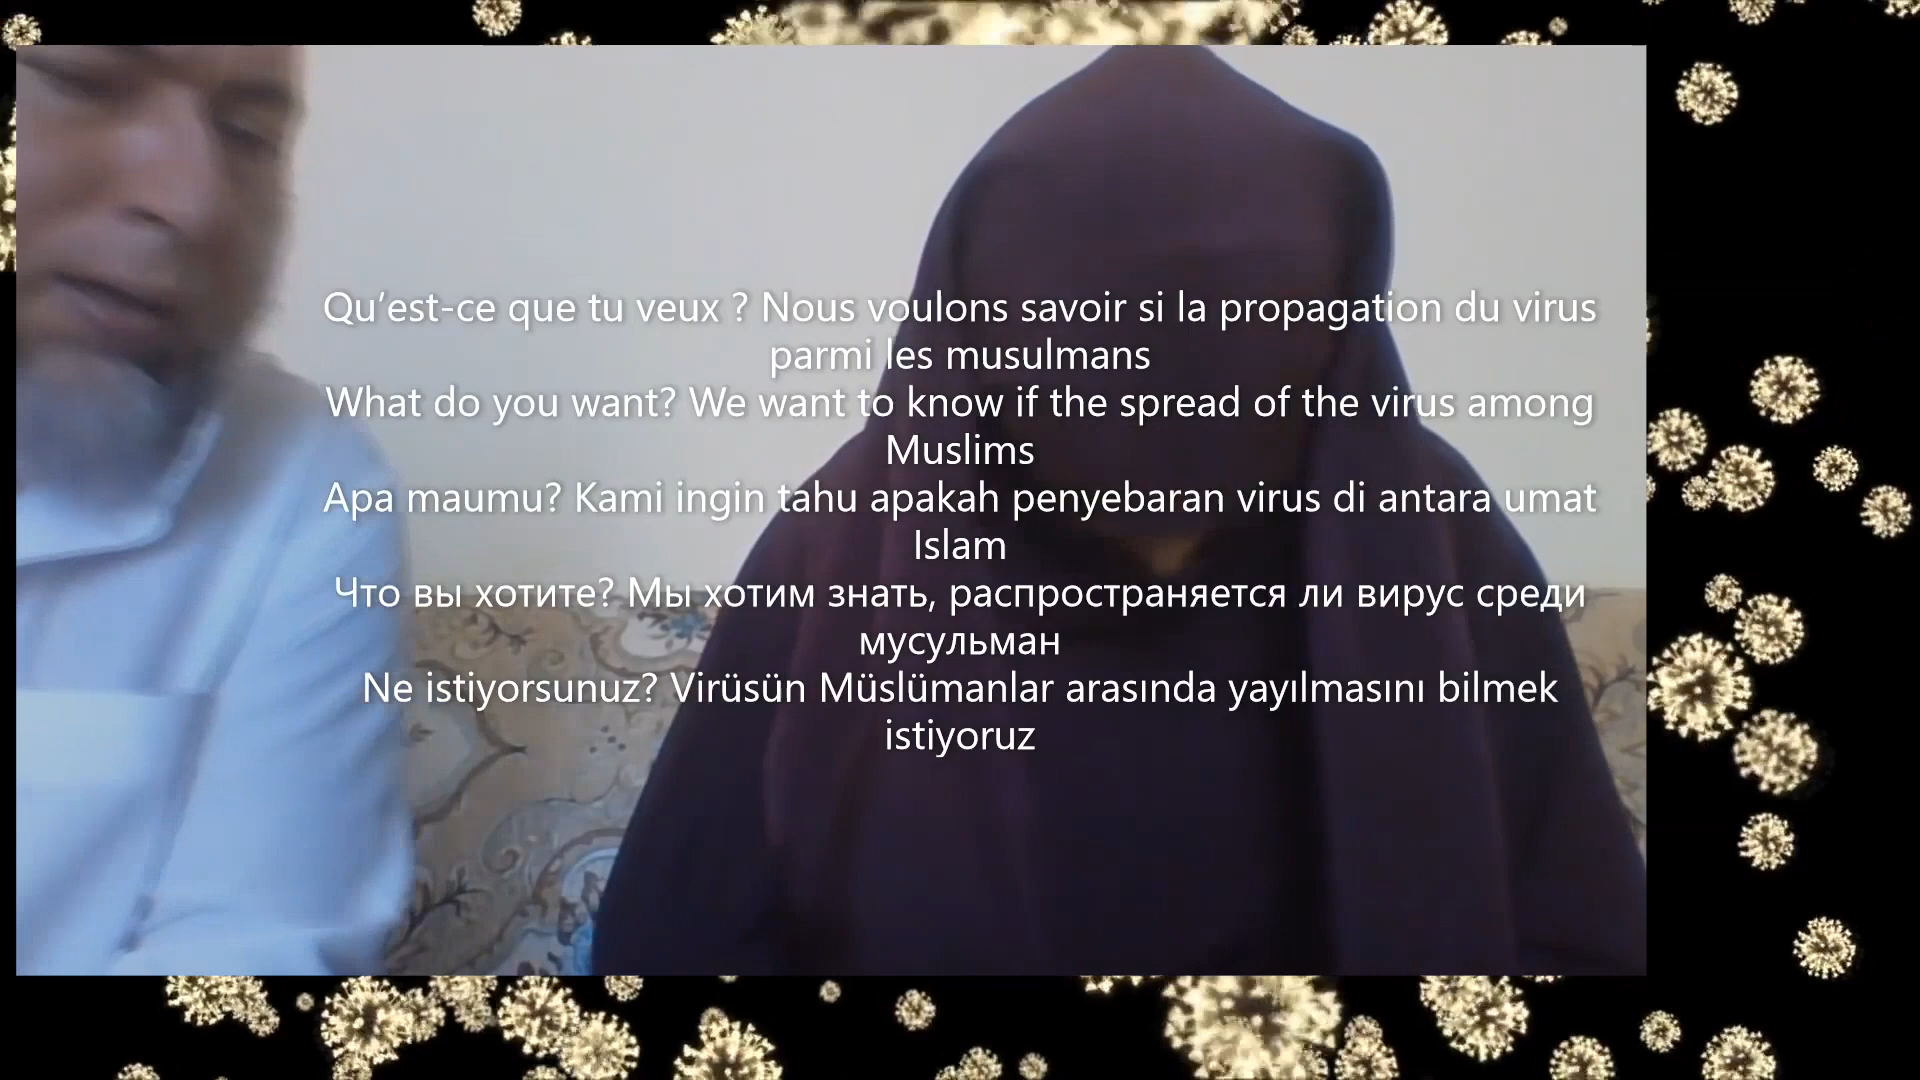 Qu’est-ce que tu veux ? Nous voulons savoir si la propagation du virus
parmi les musulmans
What do you want? We want to know if the spread of the virus among
Muslims
Apa maumu? Kami ingin tahu apakah penyebaran virus di antara umat
Islam
Что вы хотите? Мы хотим знать, распространяется ли вирус среди
мусульман
Ne istiyorsunuz? Virüsün Müslümanlar arasında yayılmasını bilmek
istiyoruz